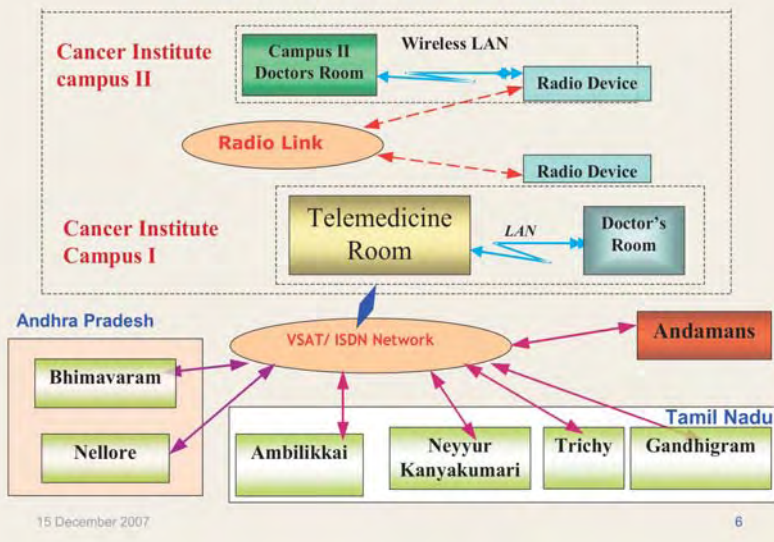 Cancer Institute
campus II
Campus II
Doctors Room
Wireless LAN
Radio Device
Radio Link
Radio Device
Cancer Institute
Campus I
Telemedicine
Room
LAN
Doctor's
Room
Andhra Pradesh
VSAT/ ISDN Network
Andamans
Bhimavaram
Nellore
Tamil Nadu
Ambilikkai
Neyyur
Kanyakumari
Trichy
Gandhigram
15 December 2007
6